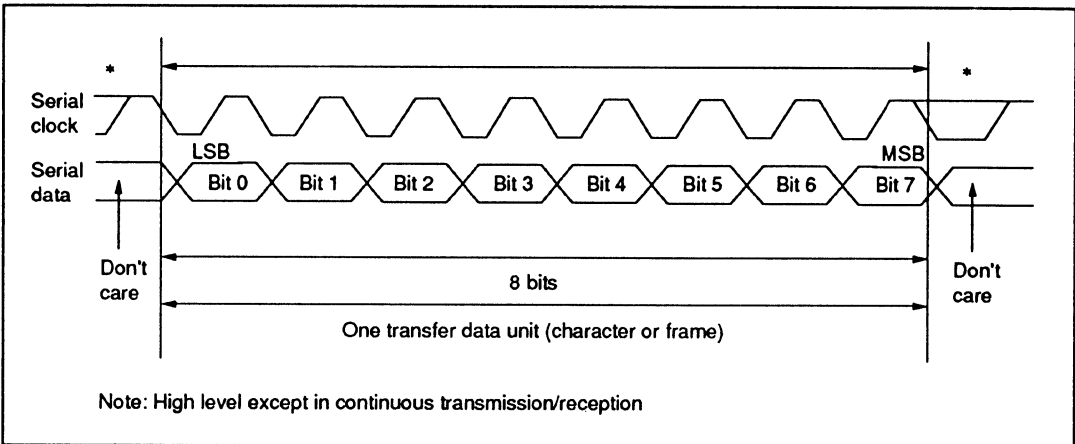 * *
Serial
clock
LSB MSB
Serial
data
Bit 0 Bit 1 Bit 2 Bit 3 Bit 4 Bit 5 Bit 6 Bit 7
Don't
care
8 bits
Don't
care
One transfer data unit (character or frame)
Note: High level except in continuous transmission/reception